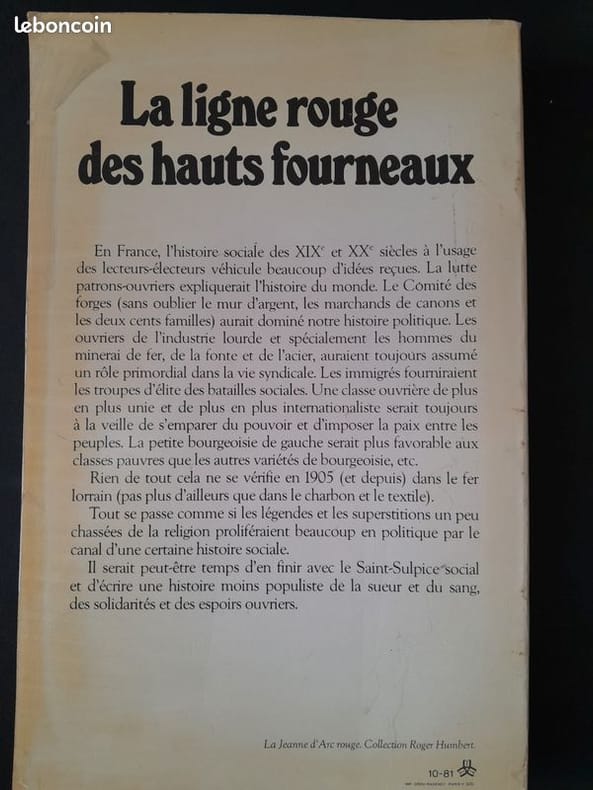 leboncoin
La ligne rouge
des hauts fourneaux
En France, l'histoire sociale des XIXe et XXe siècles à l'usage
des lecteurs-électeurs véhicule beaucoup d'idées reçues. La lutte
patrons-ouvriers expliquerait l'histoire du monde. Le Comité des
forges (sans oublier le mur d'argent, les marchands de canons et
les deux cents familles) aurait dominé notre histoire politique. Les
ouvriers de l'industrie lourde et spécialement les hommes du
minerai de fer, de la fonte et de l'acier, auraient toujours assumé
un rôle primordial dans la vie syndicale. Les immigrés fourniraient
les troupes d'élite des batailles sociales. Une classe ouvrière de plus
en plus unie et de plus en plus internationaliste serait toujours
à la veille de s'emparer du pouvoir et d'imposer la paix entre les
peuples. La petite bourgeoisie de gauche serait plus favorable aux
classes pauvres que les autres variétés de bourgeoisie, etc.
Rien de tout cela ne se vérifie en 1905 (et depuis) dans le fer
lorrain (pas plus d'ailleurs que dans le charbon et le textile).
Tout se passe comme si les légendes et les superstitions un peu
chassées de la religion proliféraient beaucoup en politique par le
canal d'une certaine histoire sociale.
Il serait peut-être temps d'en finir avec le Saint-Sulpice social
et d'écrire une histoire moins populiste de la sueur et du sang,
des solidarités et des espoirs ouvriers.
La Jeanne d'Arc rouge. Collection Roger Humbert.
10-81